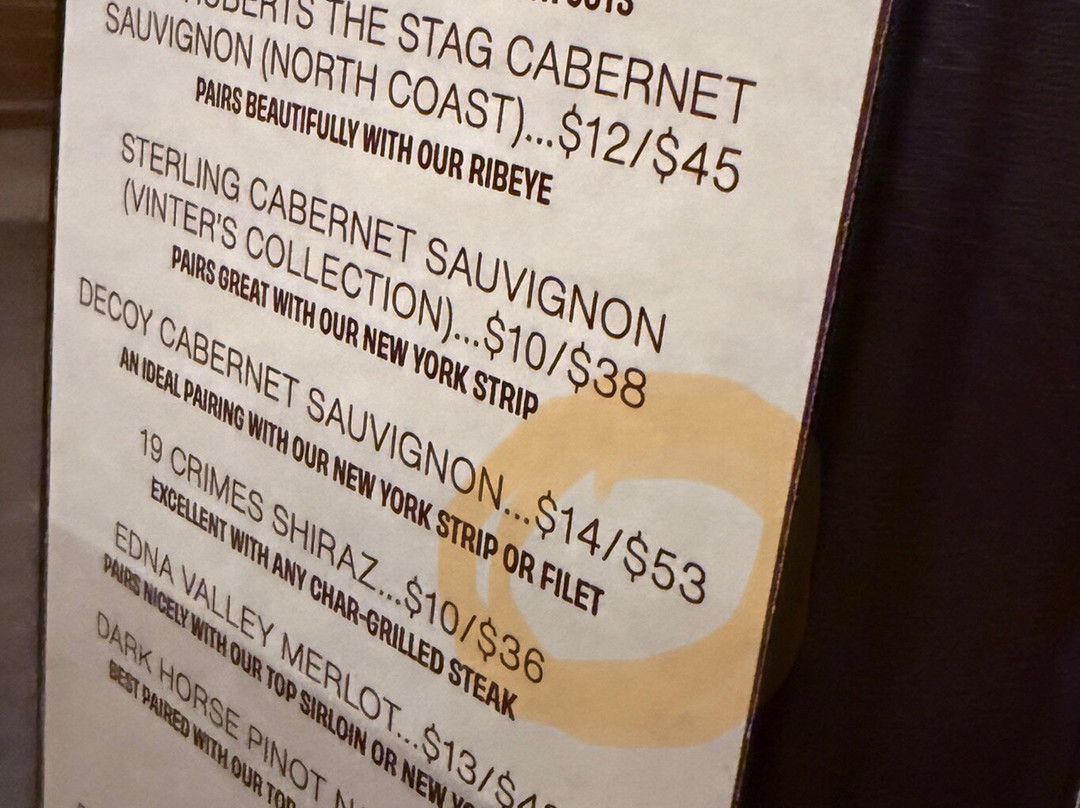 THE STAG CABERNET
SAUVIGNON (NORTH COAST)...$12/$45
PAIRS BEAUTIFULLY WITH OUR RIBEYE
STERLING CABERNET SAUVIGNON
(VINTER'S COLLECTION)...$10/$38
PAIRS GREAT WITH OUR NEW YORK STRIP
DECOY CABERNET SAUVIGNON...$14/$53
AN IDEAL PAIRING WITH OUR NEW YORK STRIP OR FILET
19 CRIMES SHIRAZ...$10/$36
EXCELLENT WITH ANY CHAR-GRILLED STEAK
EDNA VALLEY MERLOT...$13/
PAIRS NICELY WITH OUR TOP SIRLOIN OR NEW
DARK HORSE PINOT
BEST PAIRED WITH OUR TOP